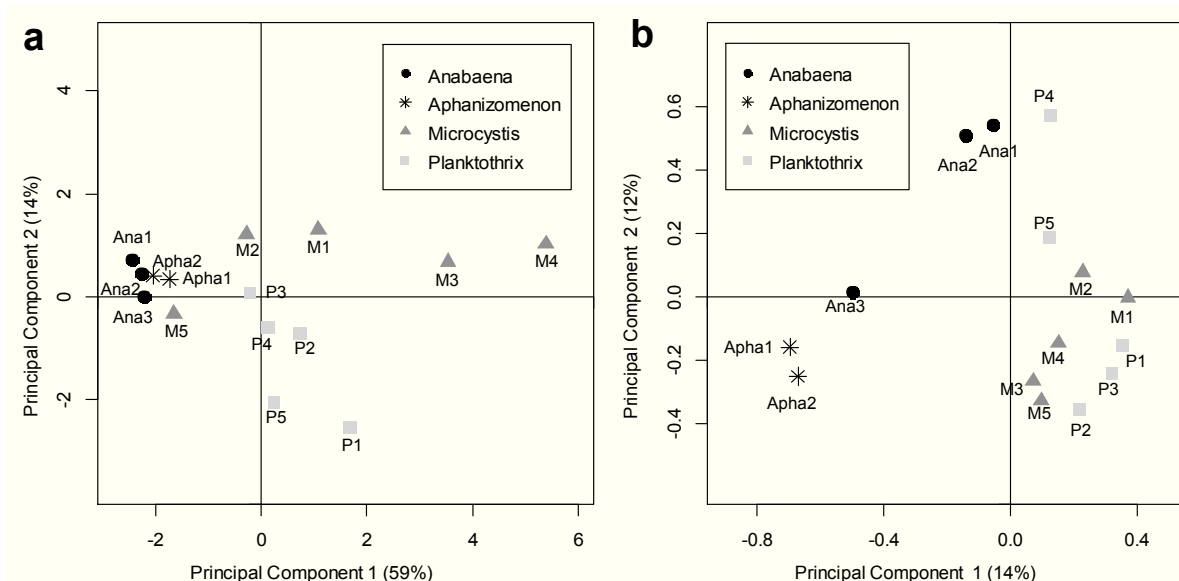 a
Anabaena
Aphanizomenon
Microcystis
Planktothrix
4
2
0
-2
-2
0
2
4
6
Principal Component 2 (14%)
Principal Component 1 (59%)
Ana1
Apha2
Apha1
Ana2
Ana3
M5
M2
M1
M3
M4
P3
P4
P2
P5
P1
b
Anabaena
Aphanizomenon
Microcystis
Planktothrix
0.6
0.4
0.2
0.0
-0.2
-0.4
-0.8
-0.4
0.0
0.4
Principal Component 2 (12%)
Principal Component 1 (14%)
P4
Ana1
Ana2
P5
M2
Ana3
M1
Apha1
M4
P1
Apha2
M3
P3
M5
P2